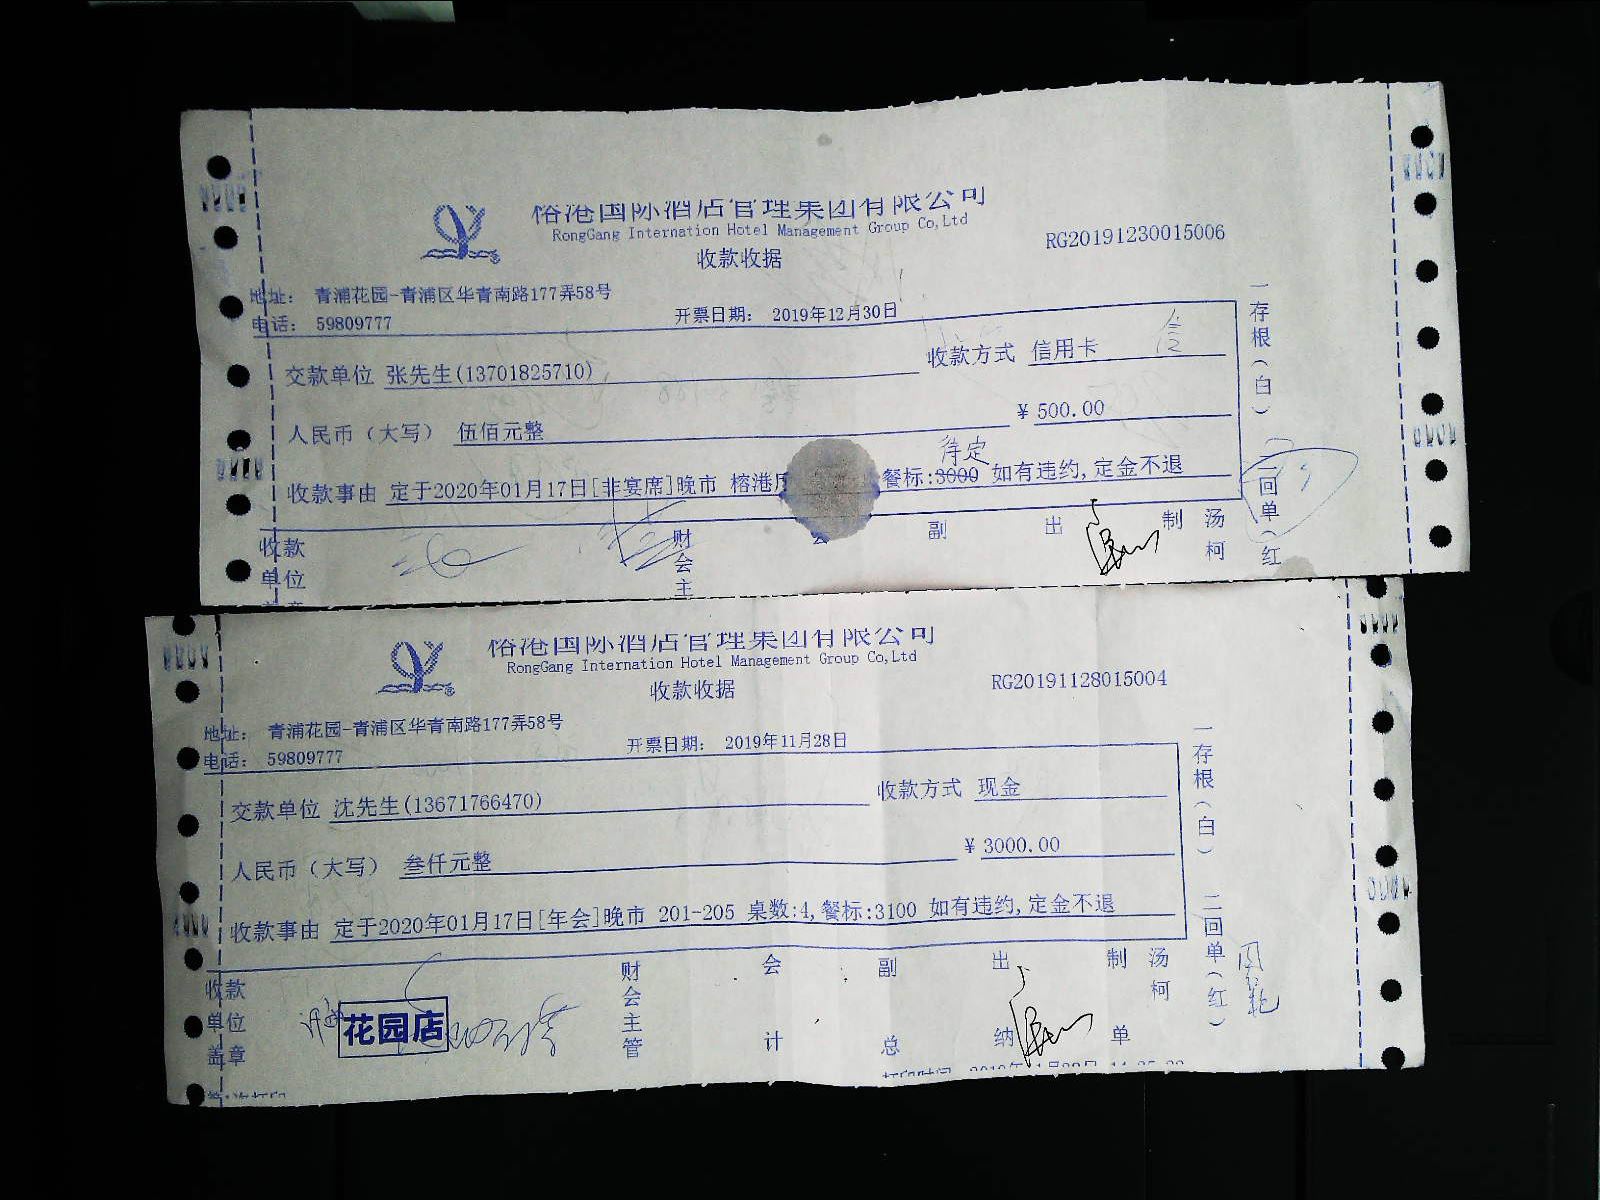 榕港国际酒店管理集团有限公司
RongGang International Hotel Management Group Co,Ltd
收款收据
RG20191230015006
地址： 青浦花园-青浦区华青南路177弄58号
电话： 59809777
开票日期： 2019年12月30日
交款单位 张先生(13701825710)
收款方式 信用卡
人民币（大写） 伍佰元整
￥ 500.00
待定
收款事由 定于2020年01月17日[非宴席]晚市 榕港 餐标:3000 如有违约,定金不退
一存根（白） 二回单（红
收款单位
财会主
副
出
制
汤柯
榕港国际酒店管理集团有限公司
RongGang International Hotel Management Group Co,Ltd
收款收据
RG20191128015004
地址： 青浦花园-青浦区华青南路177弄58号
电话： 59809777
开票日期： 2019年11月28日
交款单位 沈先生(13671766470)
收款方式 现金
人民币（大写） 叁仟元整
￥ 3000.00
收款事由 定于2020年01月17日[年会]晚市 201-205 桌数:4,餐标:3100 如有违约,定金不退
一存根（白） 二回单（红）
收款单位盖章
花园店
财会主管
会计
副总
出纳
制单
汤柯